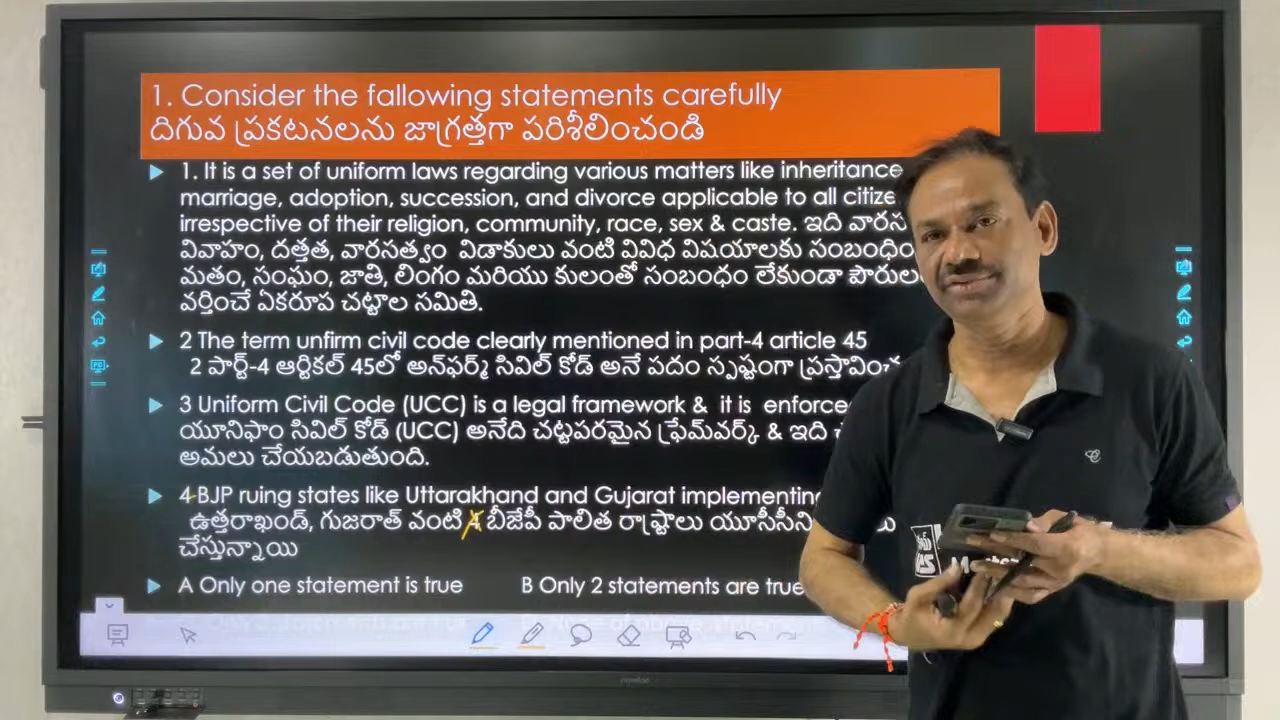 1. Consider the fallowing statements carefully
దిగువ ప్రకటనలను జాగ్రత్తగా పరిశీలించండి
1. It is a set of uniform laws regarding various matters like inheritance
marriage, adoption, succession, and divorce applicable to all
irrespective of their religion, community, race, sex & caste. ఇది
వివాహం, దత్తత, వారసత్వం విడాకులు వంటి వివిధ విషయాలకు
మతం, సంఘం, జాతి, లింగం మరియు కులంతో సంబంధం లేకుండా
వర్తించే ఏకరూప చట్టాల సమితి.
2 The term unfirm civil code clearly mentioned in part-4 article 45
2 పార్ట్-4 ఆర్టికల్ 45లో అన్‌ఫర్మ్ సివిల్ కోడ్ అనే పదం స్పష్టంగా
3 Uniform Civil Code (UCC) is a legal framework & it is
యూనిఫాం సివిల్ కోడ్ (UCC) అనేది చట్టపరమైన ఫ్రేమ్‌వర్క్ & ఇది
అమలు చేయబడుతుంది.
4 BJP ruing states like Uttarakhand and Gujarat
ఉత్తరాఖండ్, గుజరాత్ వంటి 4 బీజేపీ పాలిత రాష్ట్రాలు యూసీసీని
చేస్తున్నాయి
A Only one statement is true B Only 2 statements are true